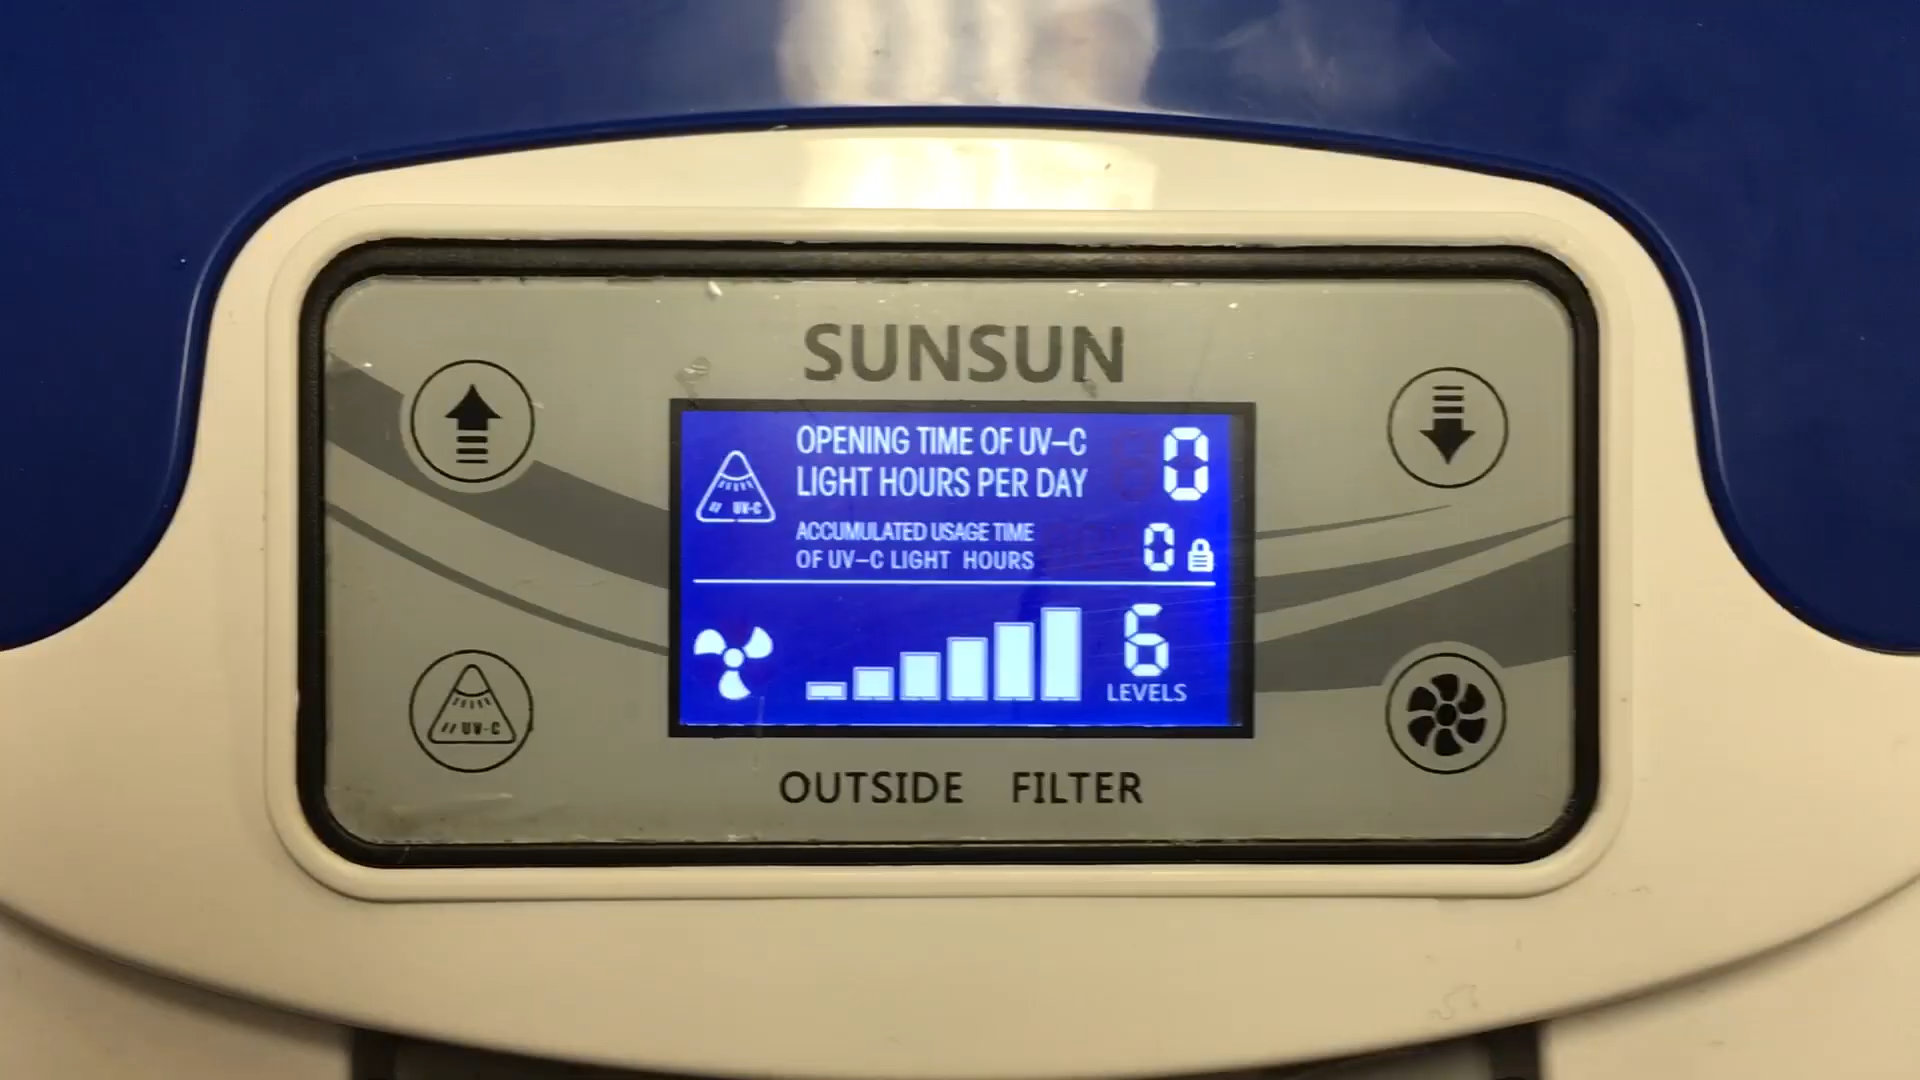 SUNSUN
OPENING TIME OF UV-C
LIGHT HOURS PER DAY
0
UV-C
ACCUMULATED USAGE TIME
OF UV-C LIGHT HOURS
0
6
LEVELS
UV-C
OUTSIDE FILTER